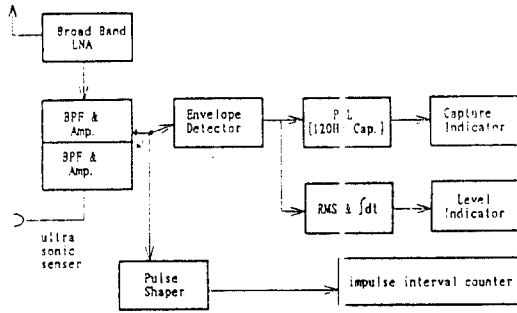 Broad Band
LNA
BPF &
Amp.
BPF &
Amp.
ultra
sonic
senser
Envelope
Detector
P L
[120H Cap.]
Capture
Indicator
RMS & ∫dt
Level
Indicator
Pulse
Shaper
impulse interval counter